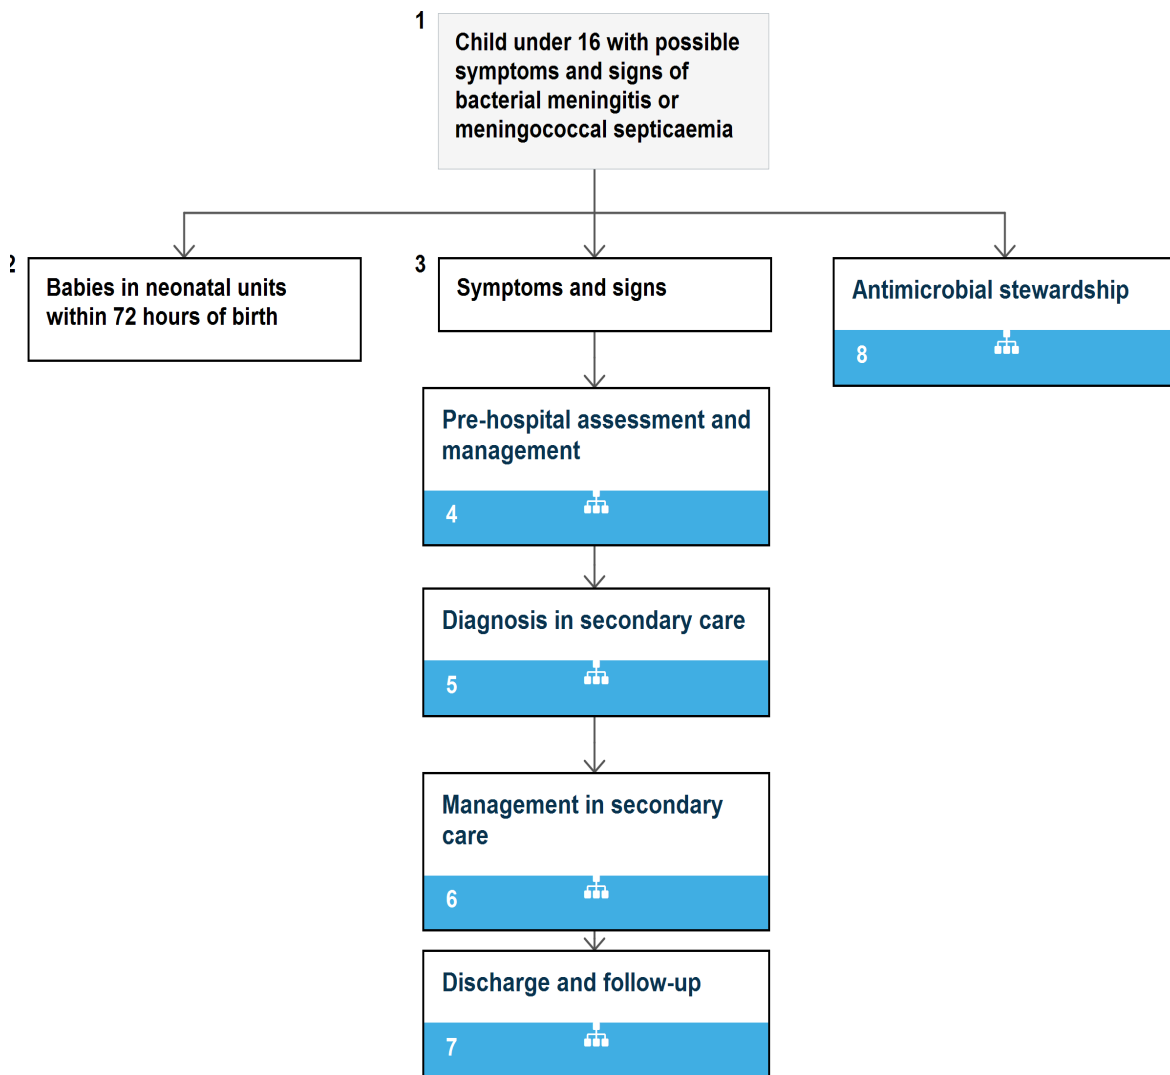 1
Child under 16 with possible
symptoms and signs of
bacterial meningitis or
meningococcal septicaemia
2
Babies in neonatal units
within 72 hours of birth
3
Symptoms and signs
Antimicrobial stewardship
8
Pre-hospital assessment and
management
4
Diagnosis in secondary care
5
Management in secondary
care
6
Discharge and follow-up
7